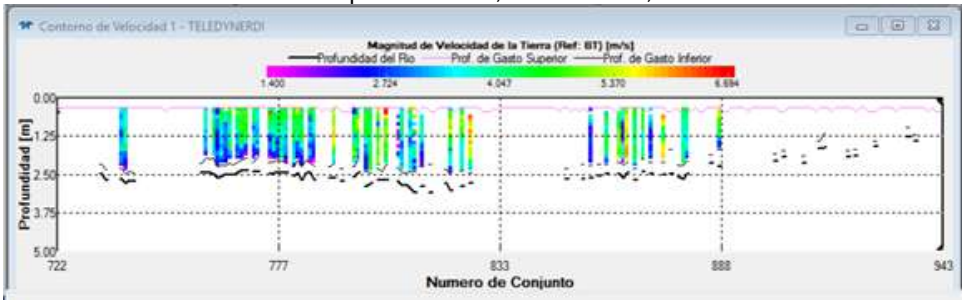 Contorno de Velocidad 1 - TELEDYNERDI
Magnitud de Velocidad de la Tierra (Ref: BT) [m/s]
Profundidad del Rio Prof. de Gasto Superior Prof. de Gasto Inferior
1.400 2.724 4.047 5.370 6.694
0.00
1.25
2.50
3.75
5.00
Profundidad [m]
722 777 833 888 943
Numero de Conjunto